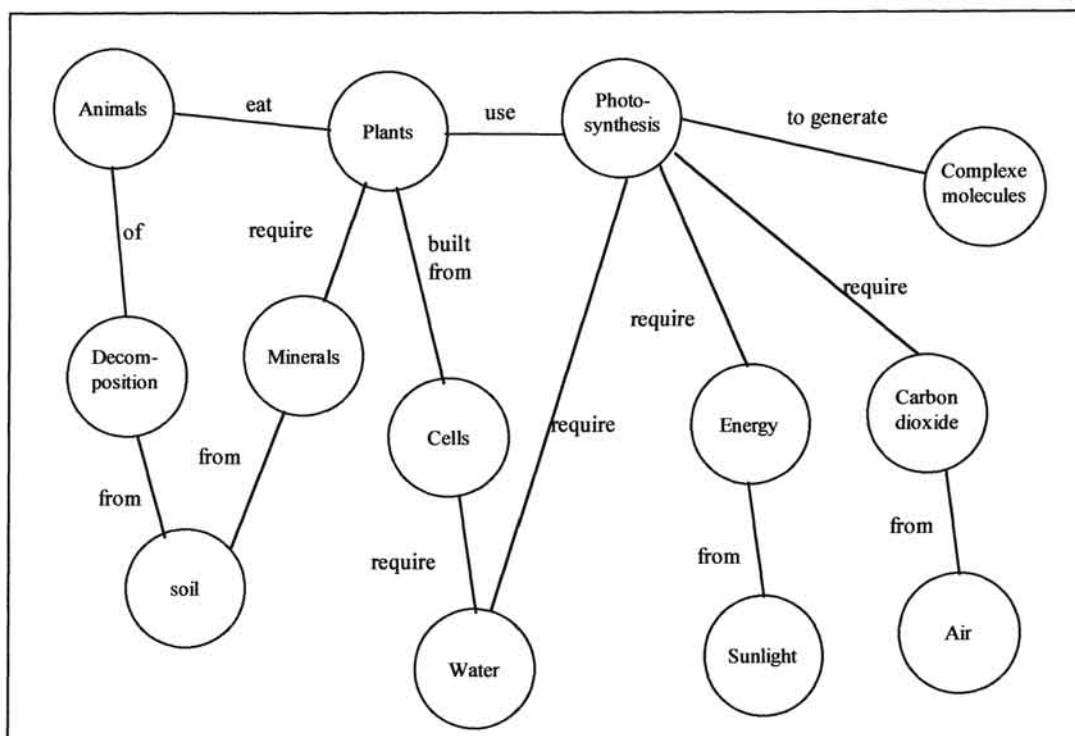 Animals
eat
Plants
use
Photo-
synthesis
to generate
Complexe
molecules
of
require
built
from
require
require
Decom-
position
Minerals
Cells
require
Energy
Carbon
dioxide
from
from
require
from
from
soil
Water
Sunlight
Air